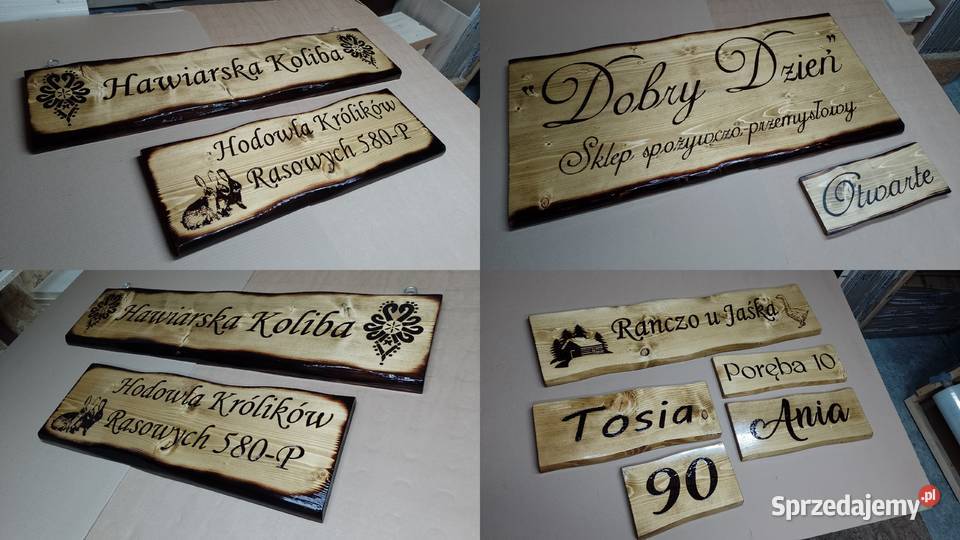 Hawiarska Koliba
Hodowla Królików
Rasowych 580-P
"Dobry Dzień"
Sklep spożywczo-przemysłowy
Otwarte
Hawiarska Koliba
Hodowla Królików
Rasowych 580-P
Ranczo u Jaśka
Poręba 10
Tosia
Ania
90
Sprzedajemy.pl